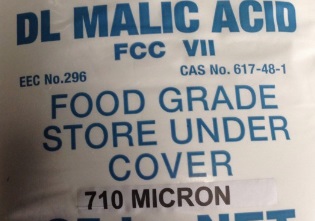 DL MALIC ACID
FCC VII
EEC No.296 CAS No. 617-48-1
FOOD GRADE
STORE UNDER
COVER
710 MICRON
NET